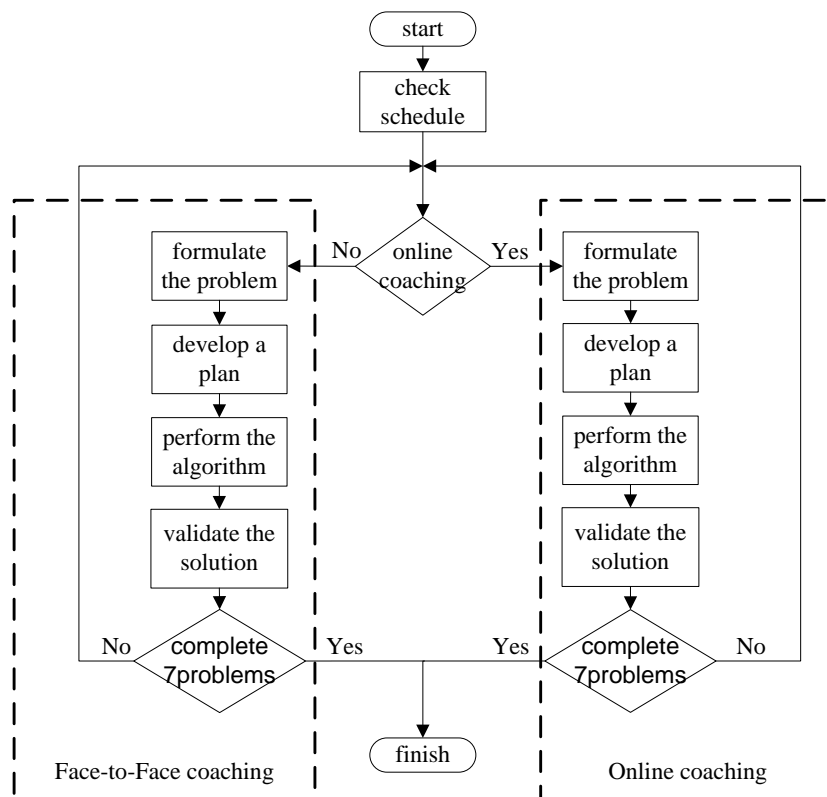 start
check
schedule
No
online
coaching
Yes
formulate
the problem
develop a
plan
perform the
algorithm
validate the
solution
No
complete
7problems
Yes
formulate
the problem
develop a
plan
perform the
algorithm
validate the
solution
Yes
complete
7problems
No
finish
Face-to-Face coaching
Online coaching